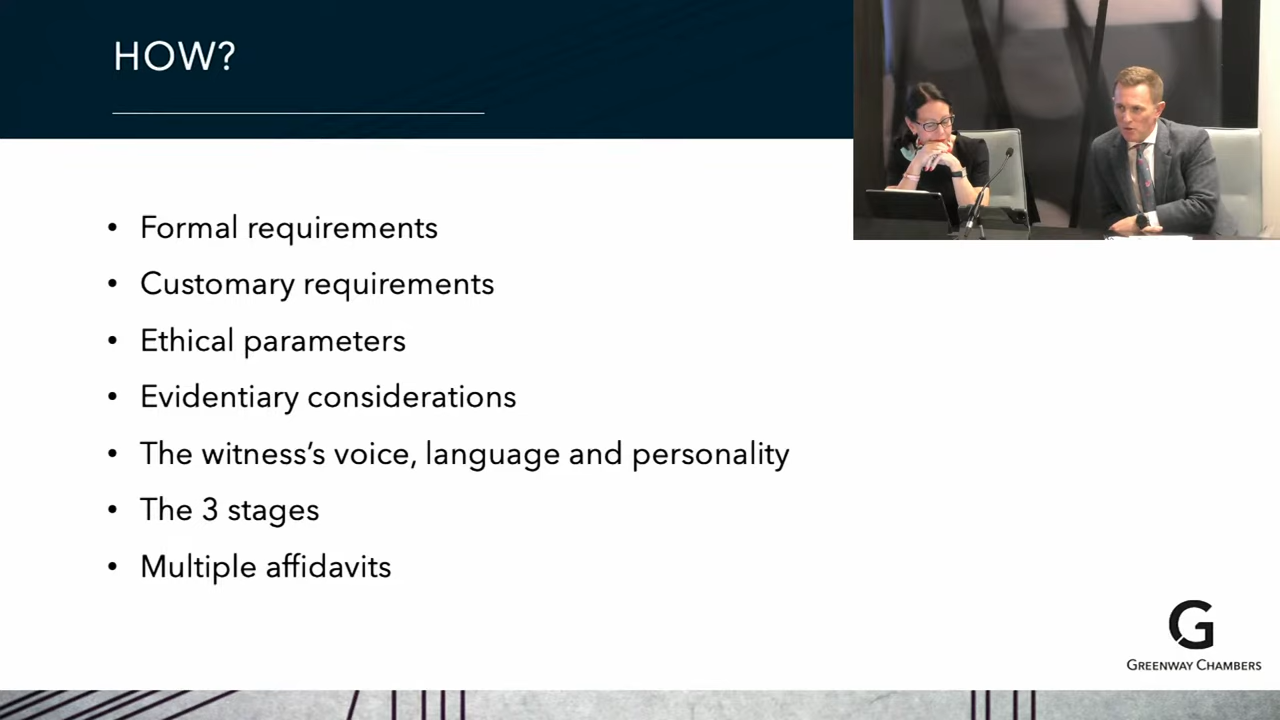 HOW?
• Formal requirements
• Customary requirements
• Ethical parameters
• Evidentiary considerations
• The witness’s voice, language and personality
• The 3 stages
• Multiple affidavits
G
GREENWAY CHAMBERS